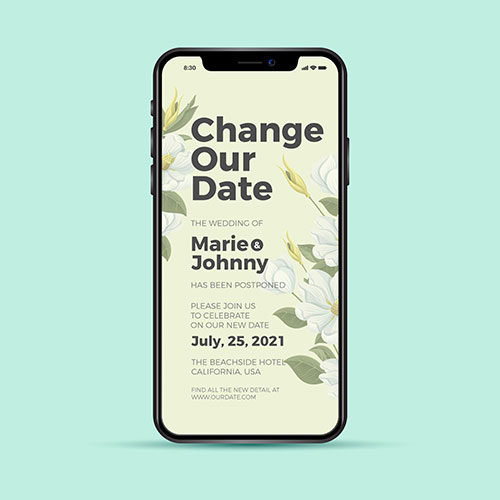 8:30
Change
Our
Date
THE WEDDING OF
Marie &
Johnny
HAS BEEN POSTPONED
PLEASE JOIN US
TO CELEBRATE
ON OUR NEW DATE
July, 25, 2021
THE BEACHSIDE HOTEL
CALIFORNIA, USA
FIND ALL THE NEW DETAIL AT
WWW.OURDATE.COM